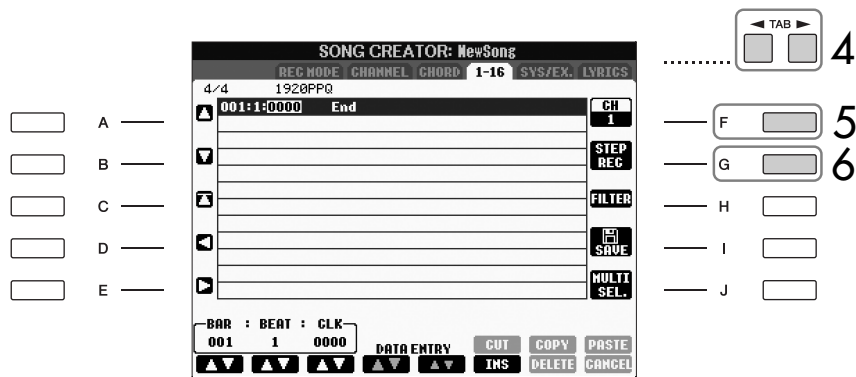 ◄ TAB ►
4
SONG CREATOR: NewSong
REC MODE CHANNEL CHORD 1-16 SYS/EX. LYRICS
4/4 1920PPQ
001:1:0000 End
CH
1
A
F
5
STEP
REC
B
G
6
FILTER
C
H
SAVE
D
I
MULTI
SEL.
E
J
BAR : BEAT : CLK
001 1 0000
DATA ENTRY
CUT COPY PASTE
INS DELETE CANCEL